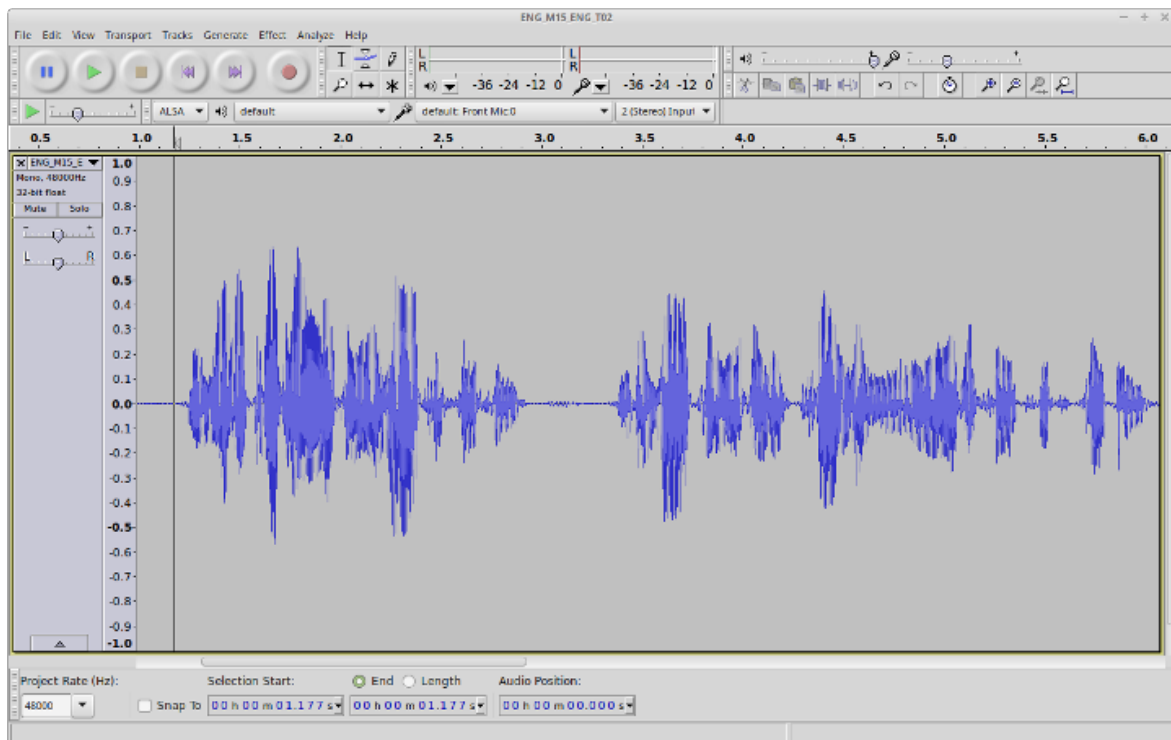 ENG_M15_ENG_T02
File Edit View Transport Tracks Generate Effect Analyze Help
L
R
-36 -24 -12 0
L
R
-36 -24 -12 0
ALSA default default: Front Mic:0 2 (Stereo) Input
0.5 1.0 1.5 2.0 2.5 3.0 3.5 4.0 4.5 5.0 5.5 6.0
ENG_M15_E
Mono, 48000Hz
32-bit float
Mute Solo
- +
L R
1.0
0.9
0.8
0.7
0.6
0.5
0.4
0.3
0.2
0.1
0.0
-0.1
-0.2
-0.3
-0.4
-0.5
-0.6
-0.7
-0.8
-0.9
-1.0
Project Rate (Hz): Selection Start: End Length Audio Position:
48000 Snap To 00 h 00 m 01.177 s 00 h 00 m 01.177 s 00 h 00 m 00.000 s